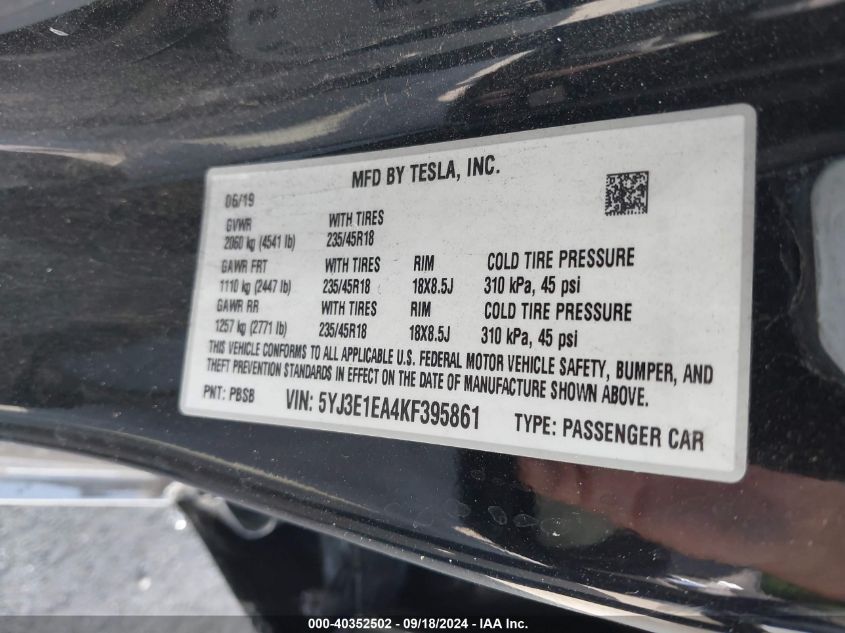 MFD BY TESLA, INC.
06/19
GVWR WITH TIRES
2060 kg (4541 lb) 235/45R18
GAWR FRT WITH TIRES RIM COLD TIRE PRESSURE
1110 kg (2447 lb) 235/45R18 18X8.5J 310 kPa, 45 psi
GAWR RR WITH TIRES RIM COLD TIRE PRESSURE
1257 kg (2771 lb) 235/45R18 18X8.5J 310 kPa, 45 psi
THIS VEHICLE CONFORMS TO ALL APPLICABLE U.S. FEDERAL MOTOR VEHICLE SAFETY, BUMPER, AND
THEFT PREVENTION STANDARDS IN EFFECT ON THE DATE OF MANUFACTURE SHOWN ABOVE.
PNT: PBSB VIN: 5YJ3E1EA4KF395861 TYPE: PASSENGER CAR
000-40352502 - 09/18/2024 - IAA Inc.